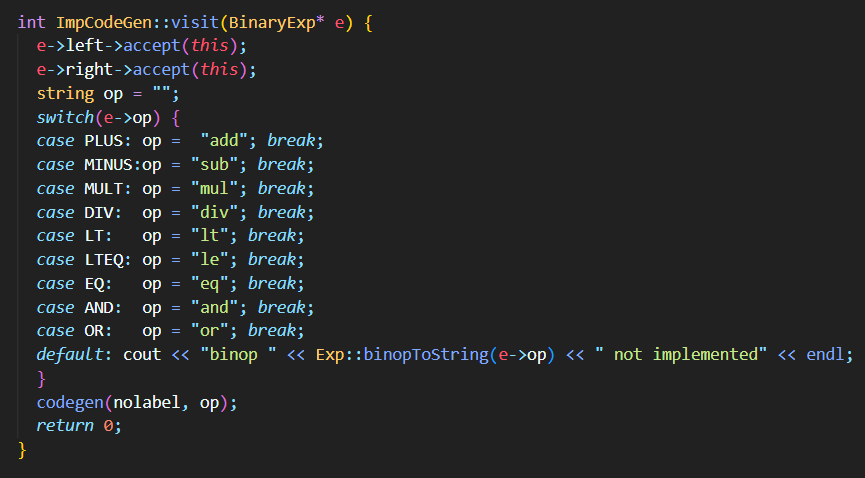 int ImpCodeGen::visit(BinaryExp* e) {
  e->left->accept(this);
  e->right->accept(this);
  string op = "";
  switch(e->op) {
  case PLUS: op =  "add"; break;
  case MINUS:op = "sub"; break;
  case MULT: op = "mul"; break;
  case DIV:  op = "div"; break;
  case LT:   op = "lt"; break;
  case LTEQ: op = "le"; break;
  case EQ:   op = "eq"; break;
  case AND:  op = "and"; break;
  case OR:   op = "or"; break;
  default: cout << "binop " << Exp::binopToString(e->op) << " not implemented" << endl;
  }
  codegen(nolabel, op);
  return 0;
}